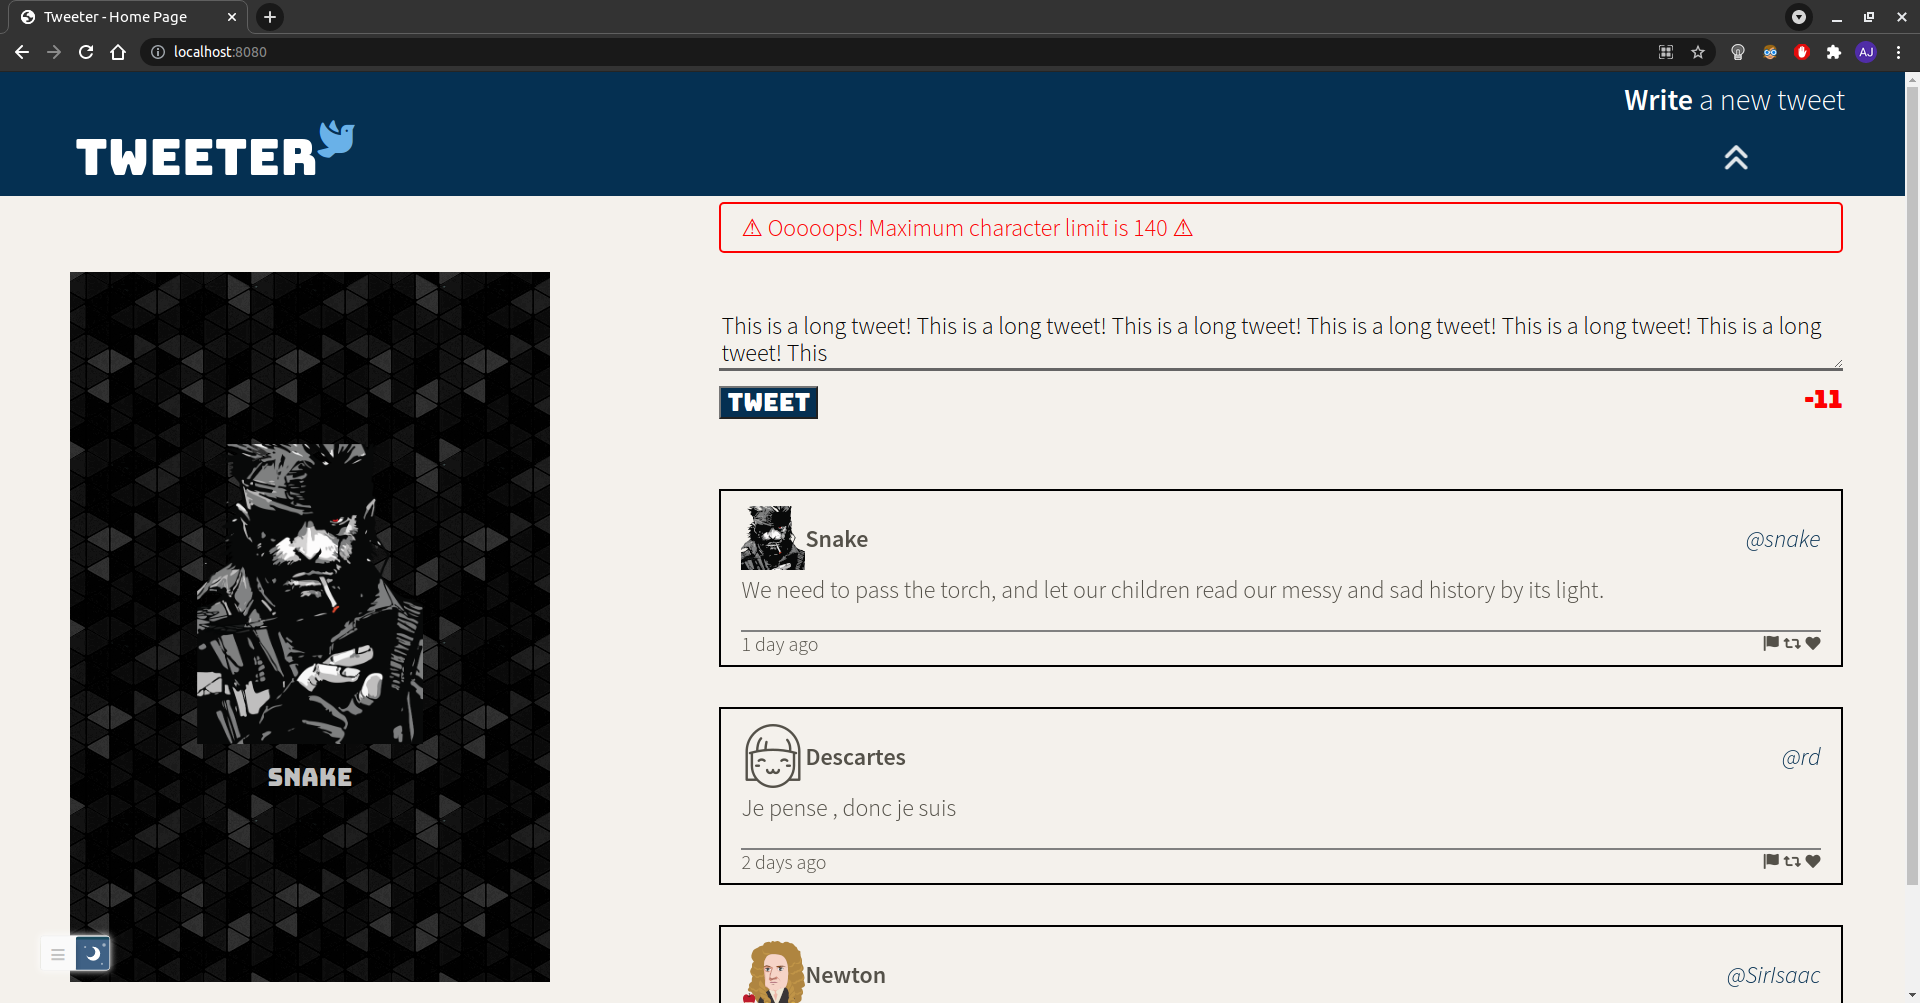 Tweeter - Home Page
localhost:8080
AJ
Write a new tweet
TWEETER
⚠ Ooooops! Maximum character limit is 140 ⚠
This is a long tweet! This is a long tweet! This is a long tweet! This is a long tweet! This is a long tweet! This is a long
tweet! This
TWEET
-11
SNAKE
Snake
@snake
We need to pass the torch, and let our children read our messy and sad history by its light.
1 day ago
Descartes
@rd
Je pense , donc je suis
2 days ago
Newton
@SirIsaac